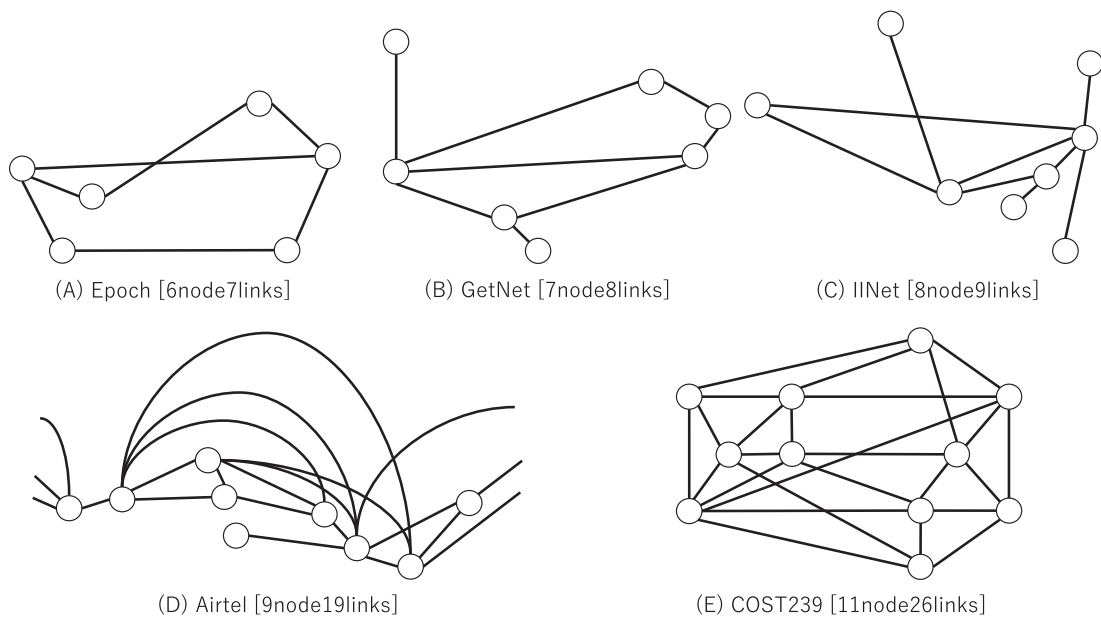 (A) Epoch [6node7links]
(B) GetNet [7node8links]
(C) IINet [8node9links]
(D) Airtel [9node19links]
(E) COST239 [11node26links]